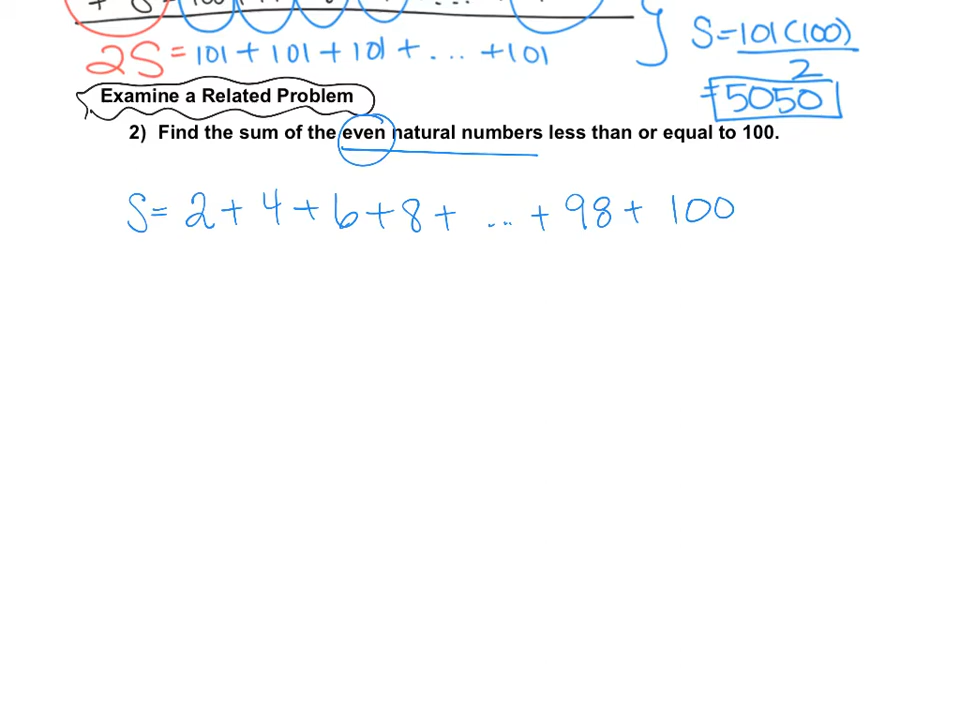 2S = 101 + 101 + 101 + ... + 101
S = 101(100)
2
= 5050
Examine a Related Problem
2) Find the sum of the even natural numbers less than or equal to 100.
S = 2 + 4 + 6 + 8 + ... + 98 + 100